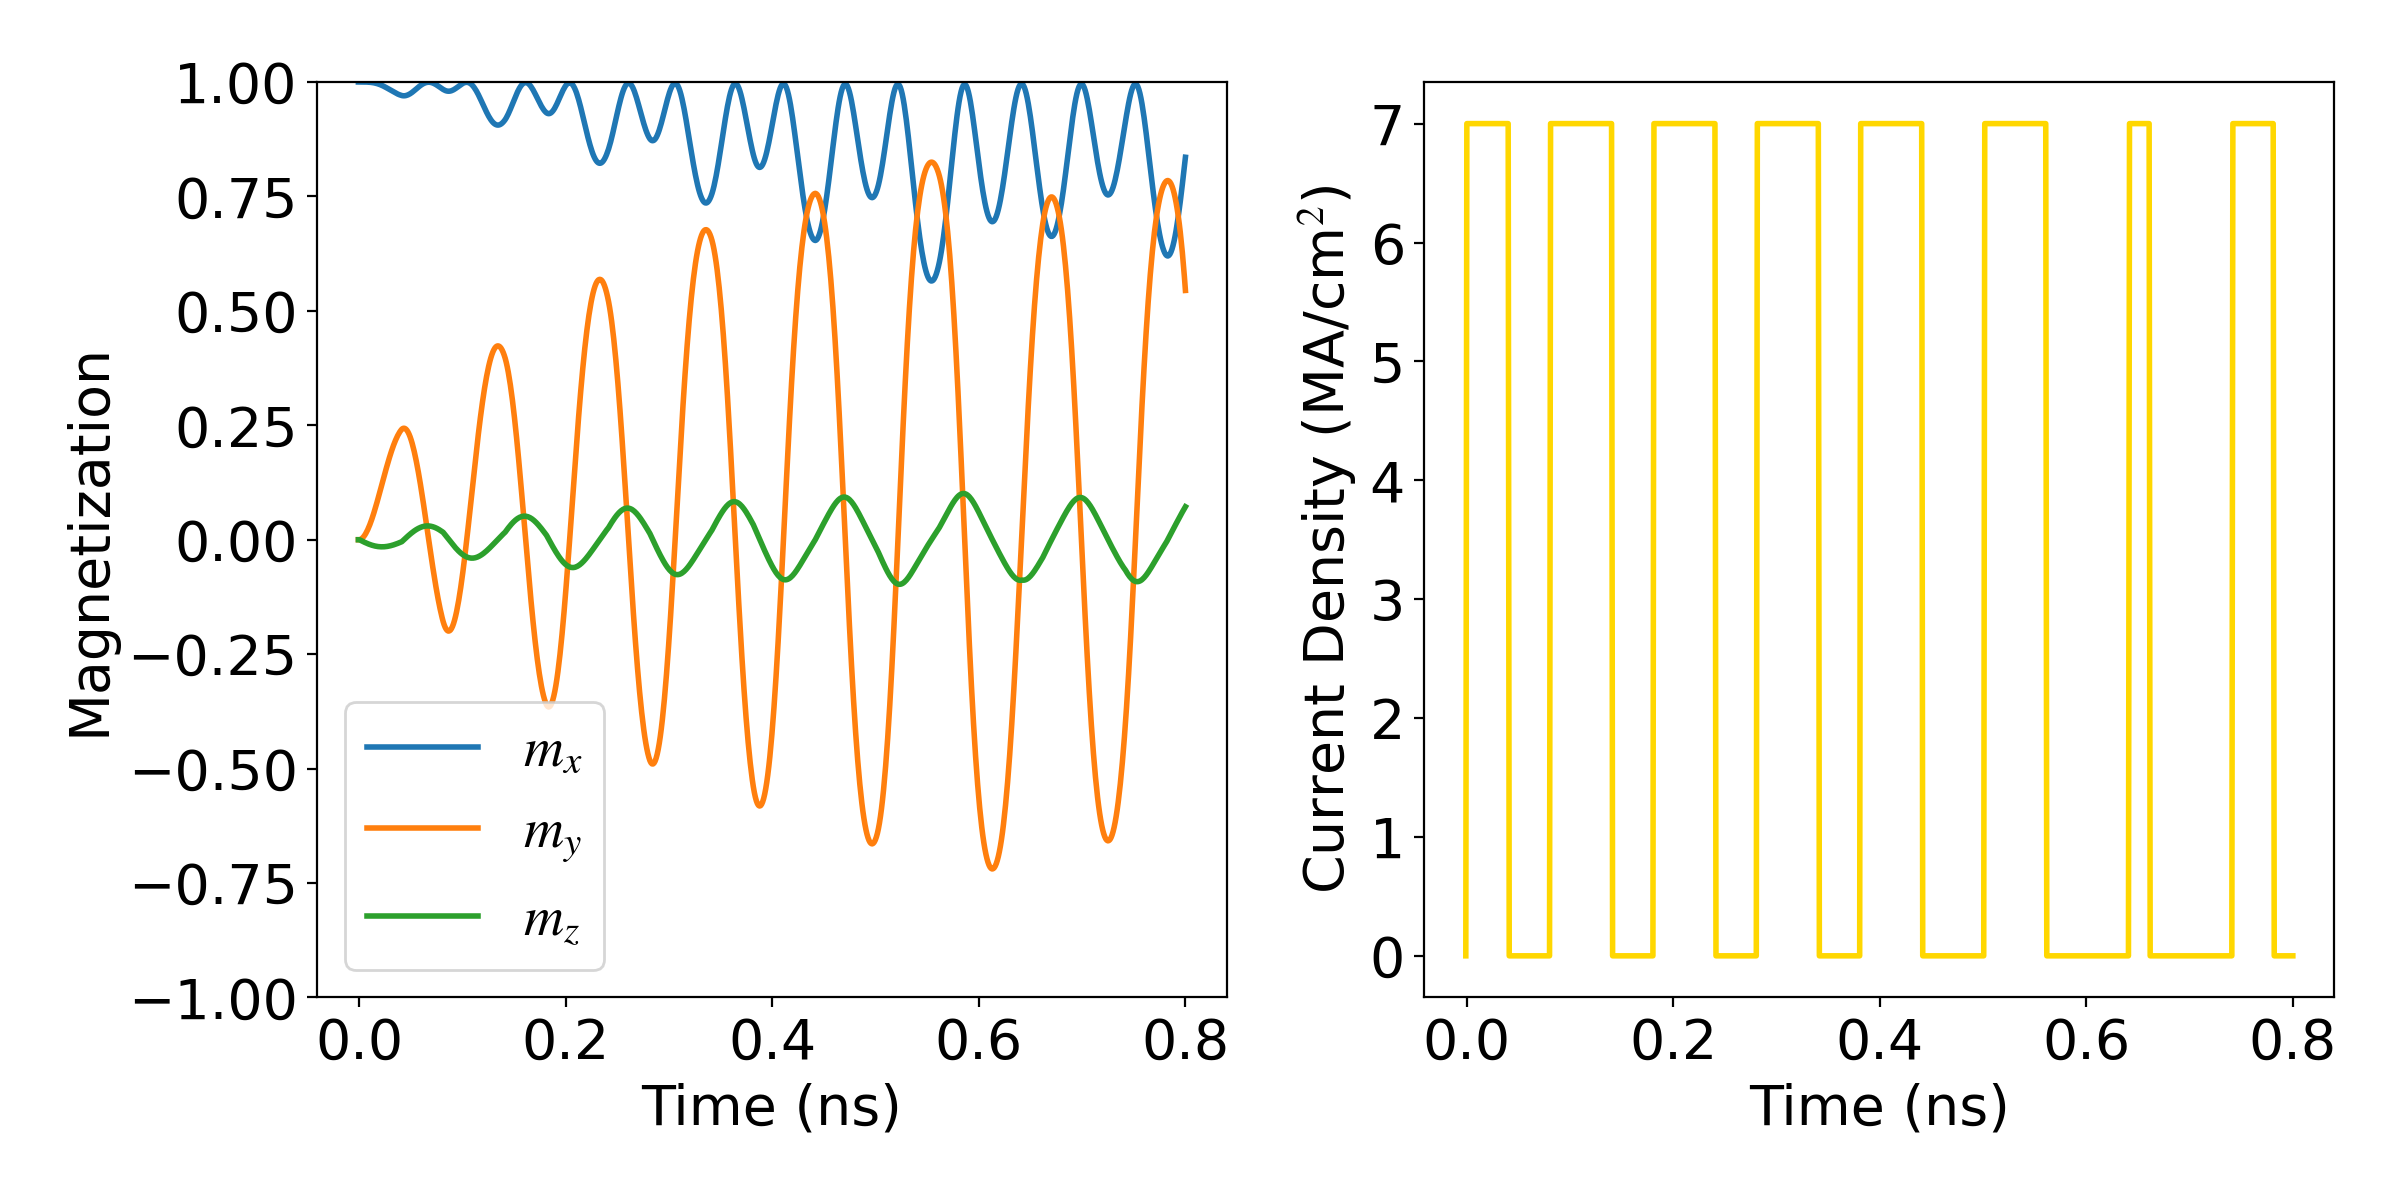 1.00
0.75
0.50
0.25
0.00
−0.25
−0.50
−0.75
−1.00
Magnetization
0.0 0.2 0.4 0.6 0.8
Time (ns)
m_x
m_y
m_z
7
6
5
4
3
2
1
0
Current Density (MA/cm²)
0.0 0.2 0.4 0.6 0.8
Time (ns)